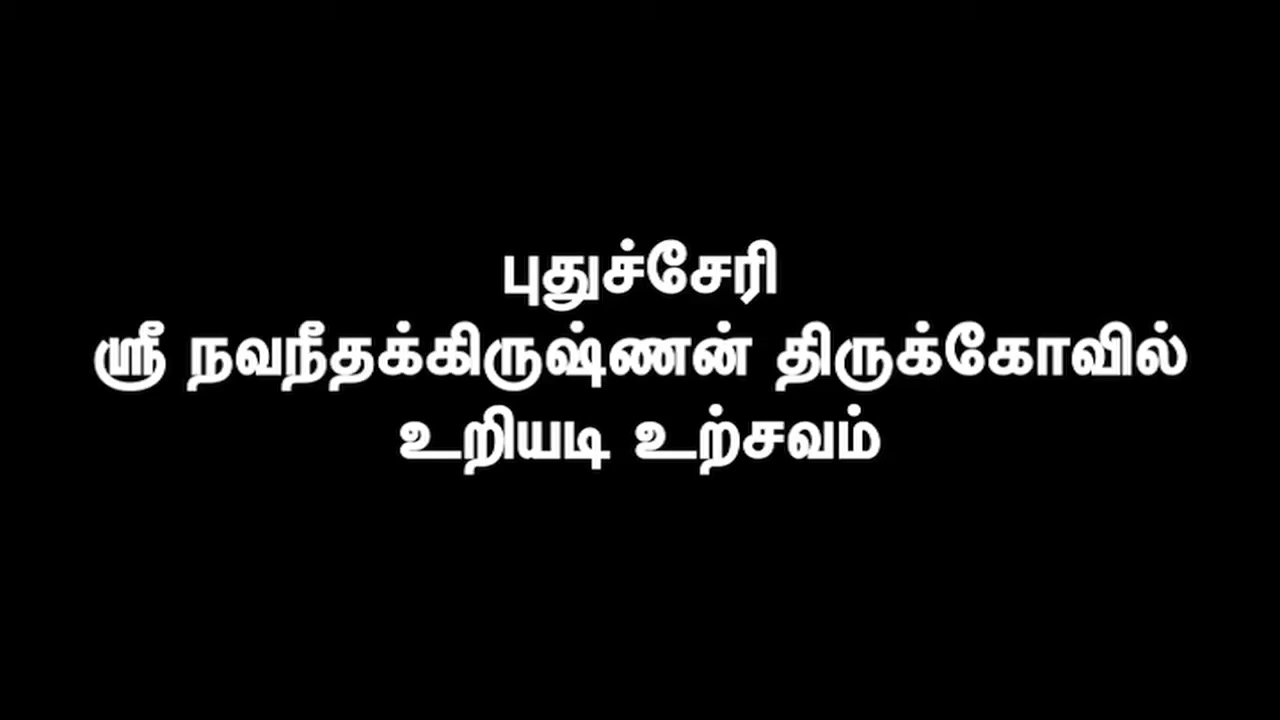 புதுச்சேரி
ஸ்ரீ நவநீதக்கிருஷ்ணன் திருக்கோவில்
உறியடி உற்சவம்